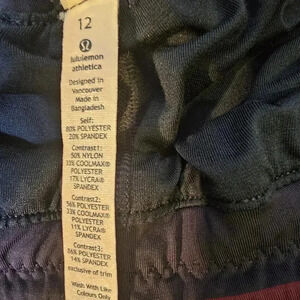 12
lululemon
athletica
Designed in
Vancouver
Made in
Bangladesh
Self:
80% POLYESTER
20% SPANDEX
Contrast1:
50% NYLON
33% COOLMAX®
POLYESTER
17% LYCRA®
SPANDEX
Contrast2:
56% POLYESTER
33% COOLMAX®
POLYESTER
11% LYCRA®
SPANDEX
Contrast3:
86% POLYESTER
14% SPANDEX
exclusive of trim
Wash With Like
Colours Only